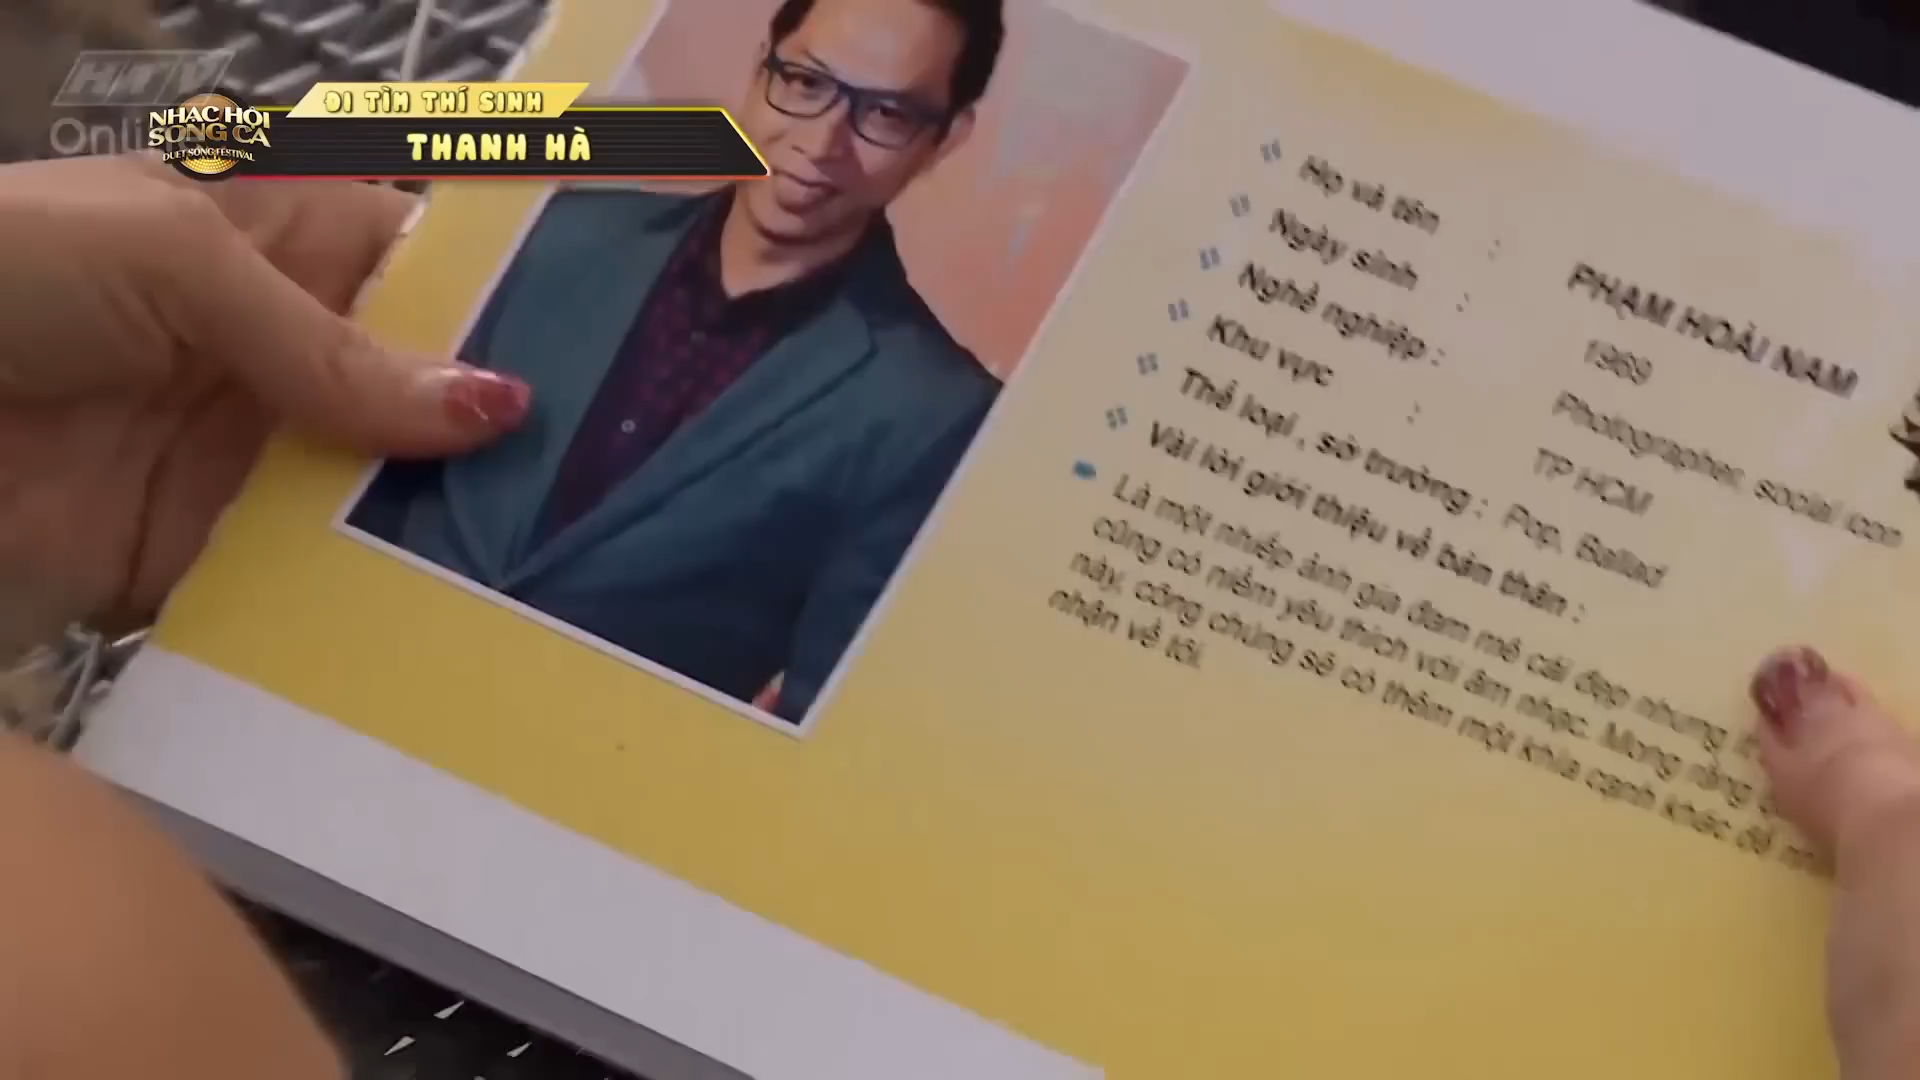 HTV
Online
NHẠC HỘI
SONG CA
DUET SONG FESTIVAL
ĐI TÌM THÍ SINH
THANH HÀ
Họ và tên : PHẠM HOÀI NAM
Ngày sinh : 1969
Nghề nghiệp : Photographer, social icon
Khu vực : TP HCM
Thể loại , sở trường : Pop, Ballad
Vài lời giới thiệu về bản thân :
Là một nhiếp ảnh gia đam mê cái đẹp nhưng
cũng có niềm yêu thích với âm nhạc. Mong rằng
này, công chúng sẽ có thêm một khía cạnh khác để
nhận về tôi.